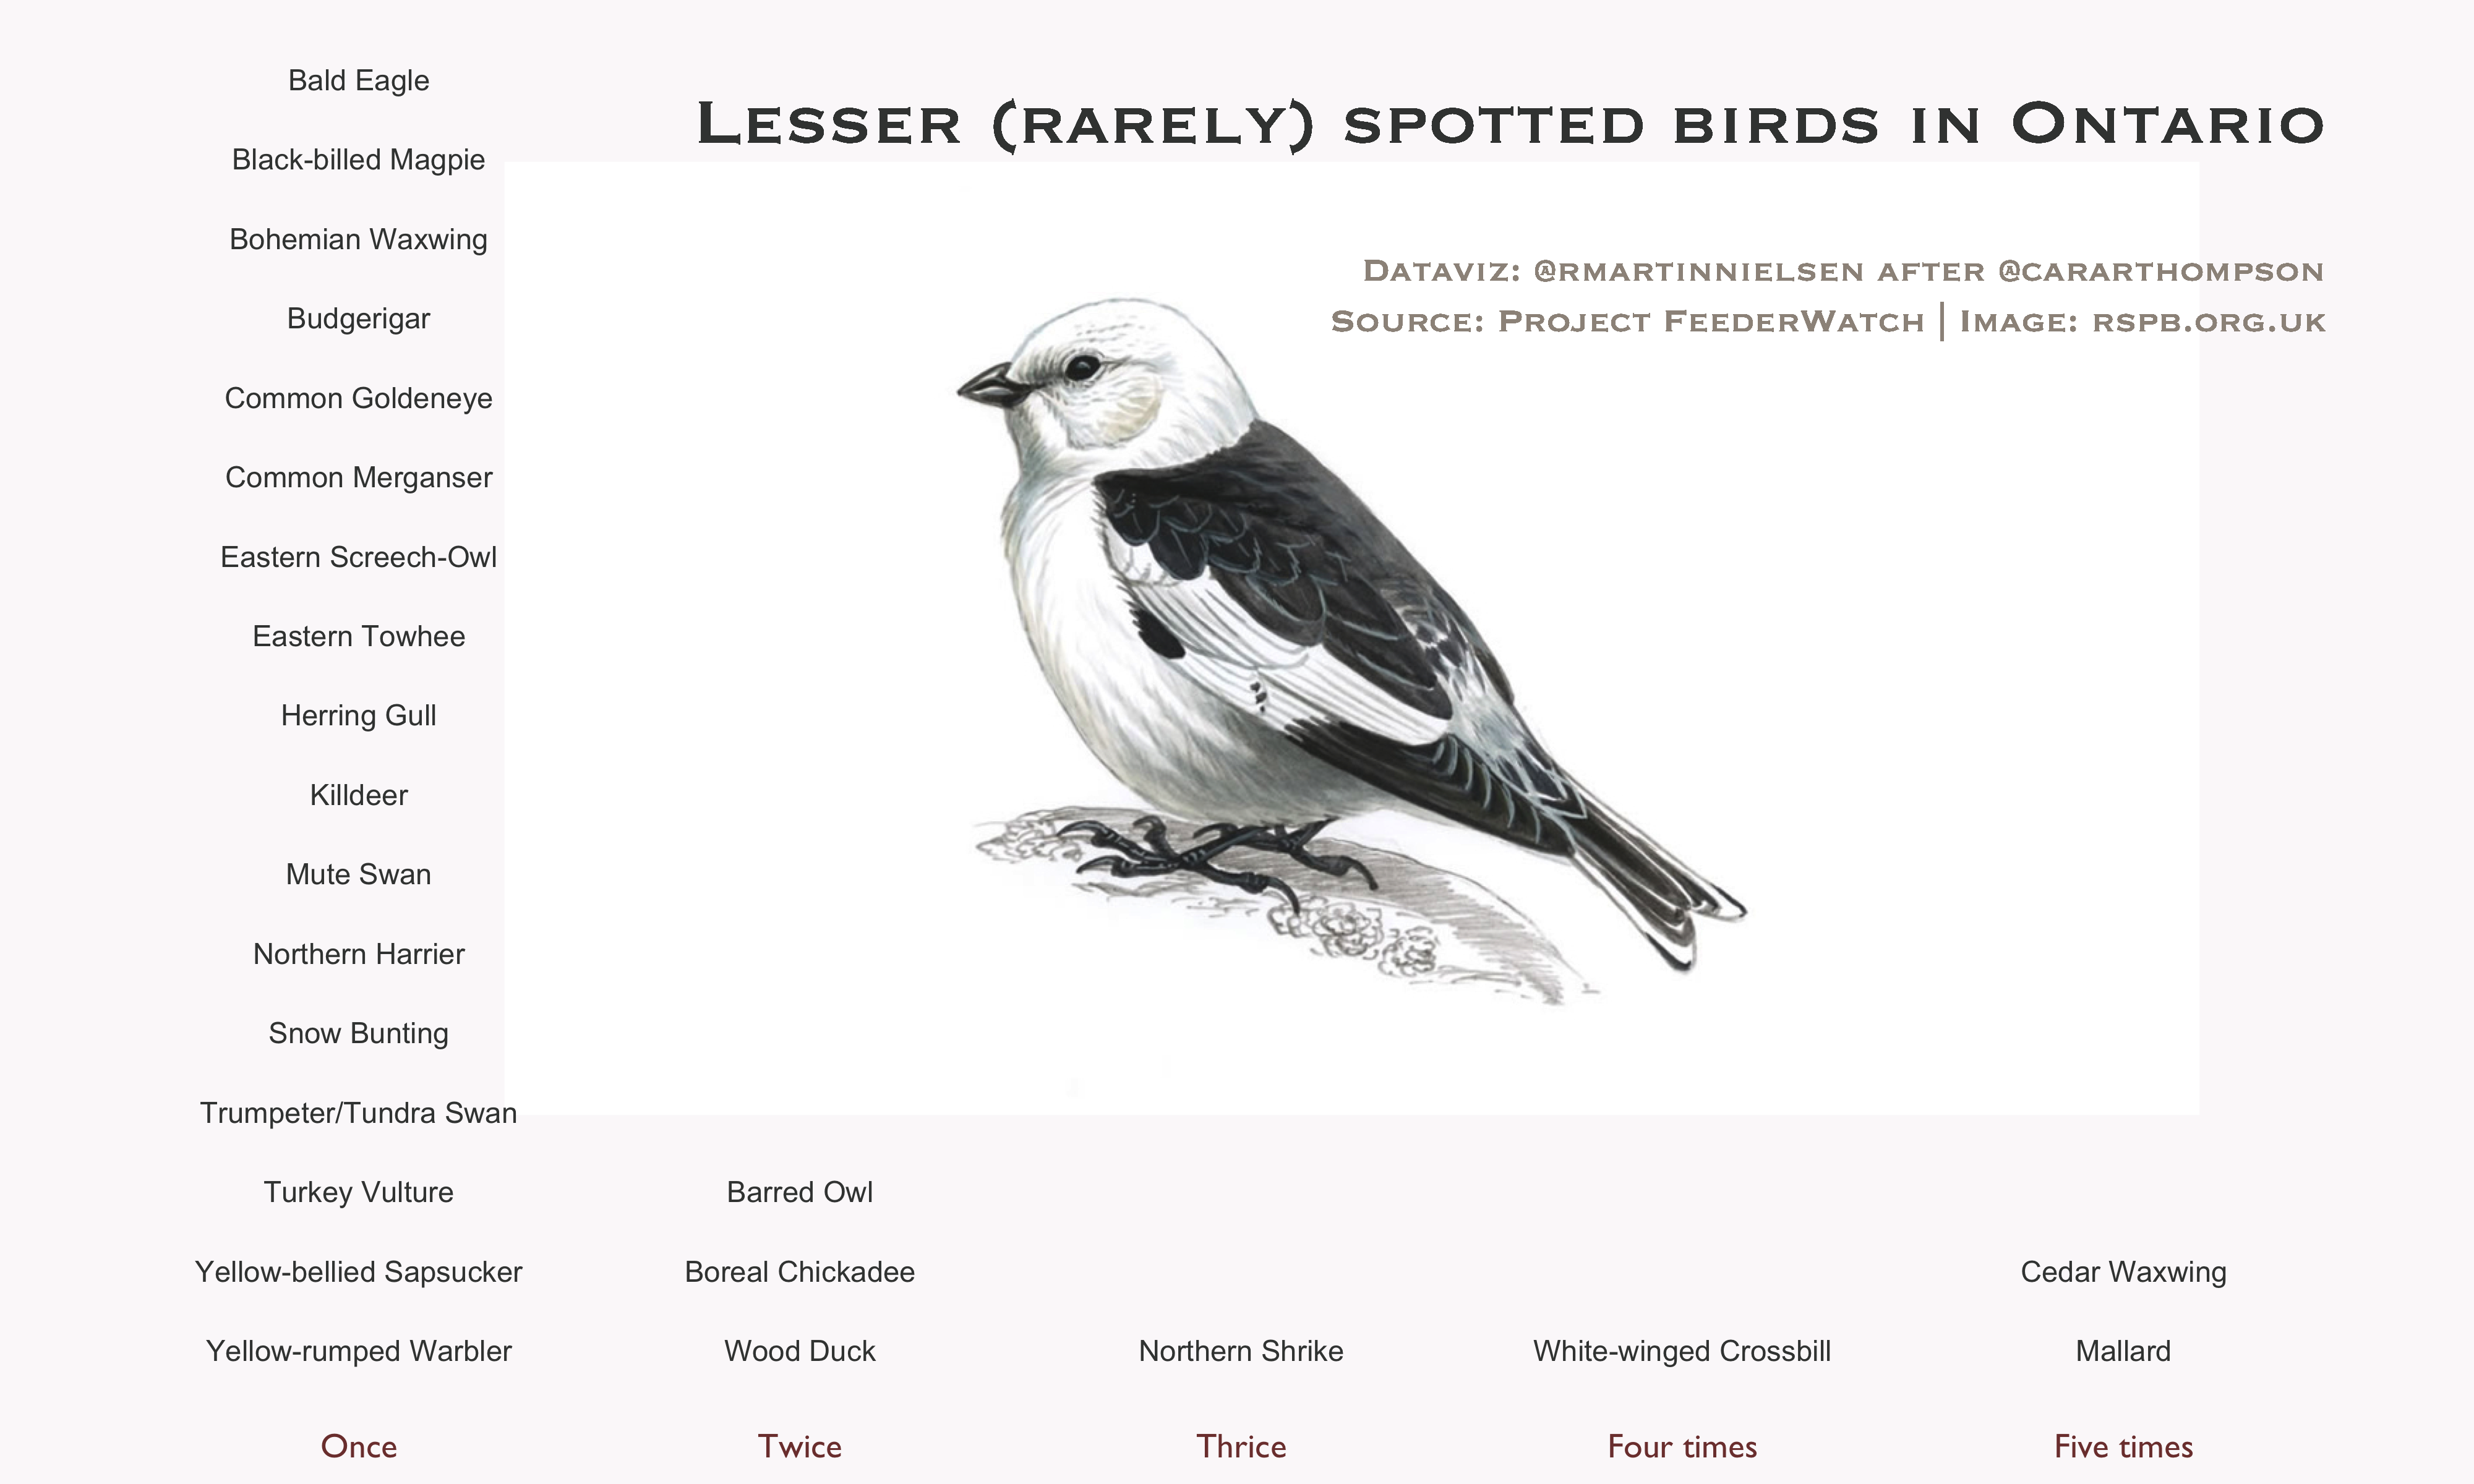 Lesser (rarely) spotted birds in Ontario
Dataviz: @rmartinnielsen after @cararthompson
Source: Project FeederWatch | Image: rspb.org.uk
Bald Eagle
Black-billed Magpie
Bohemian Waxwing
Budgerigar
Common Goldeneye
Common Merganser
Eastern Screech-Owl
Eastern Towhee
Herring Gull
Killdeer
Mute Swan
Northern Harrier
Snow Bunting
Trumpeter/Tundra Swan
Turkey Vulture
Yellow-bellied Sapsucker
Yellow-rumped Warbler
Once
Barred Owl
Boreal Chickadee
Wood Duck
Twice
Northern Shrike
Thrice
White-winged Crossbill
Four times
Cedar Waxwing
Mallard
Five times